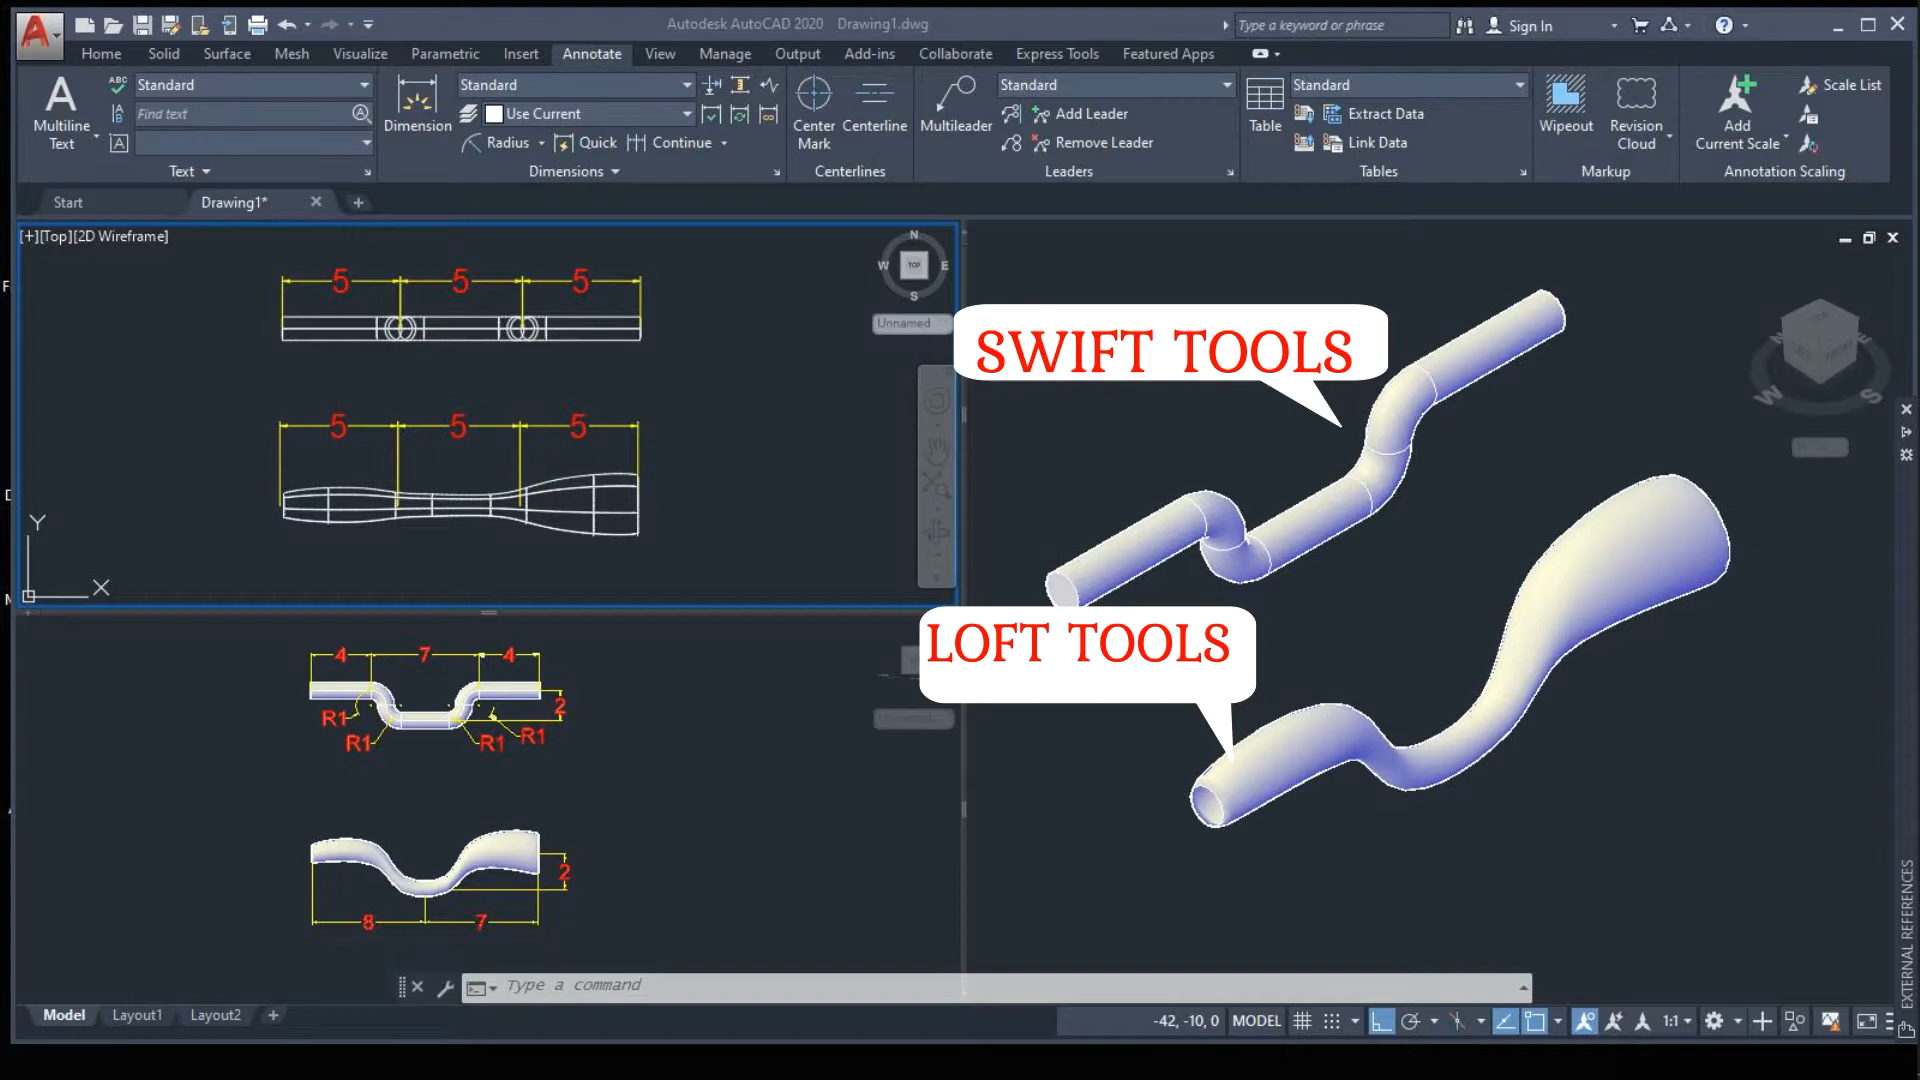 Autodesk AutoCAD 2020 Drawing1.dwg
Type a keyword or phrase
Sign In
Home Solid Surface Mesh Visualize Parametric Insert Annotate View Manage Output Add-ins Collaborate Express Tools Featured Apps
A
Multiline
Text
ABC
Standard
Find text
Text
Dimension
Standard
Use Current
Radius
Quick
Continue
Dimensions
Center
Mark
Centerline
Centerlines
Multileader
Standard
Add Leader
Remove Leader
Leaders
Table
Standard
Extract Data
Link Data
Tables
Wipeout
Revision
Cloud
Markup
Add
Current Scale
Scale List
Annotation Scaling
Start
Drawing1*
[+][Top][2D Wireframe]
N
W TOP E
S
Unnamed
5 5 5
5 5 5
Y
X
SWIFT TOOLS
W S
LOFT TOOLS
4 7 4
2
R1 R1
R1 R1
2
8 7
Type a command
EXTERNAL REFERENCES
Model Layout1 Layout2 +
-42, -10, 0 MODEL 1:1